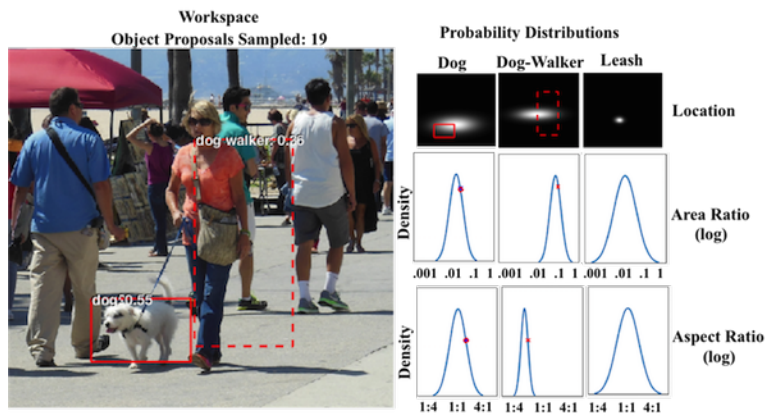 Workspace
Object Proposals Sampled: 19
dog walker: 0.26
dog: 0.55
Probability Distributions
Dog Dog-Walker Leash
Location
Density
Area Ratio
(log)
.001 .01 .1 1 .001 .01 .1 1 .001 .01 .1 1
Density
Aspect Ratio
(log)
1:4 1:1 4:1 1:4 1:1 4:1 1:4 1:1 4:1